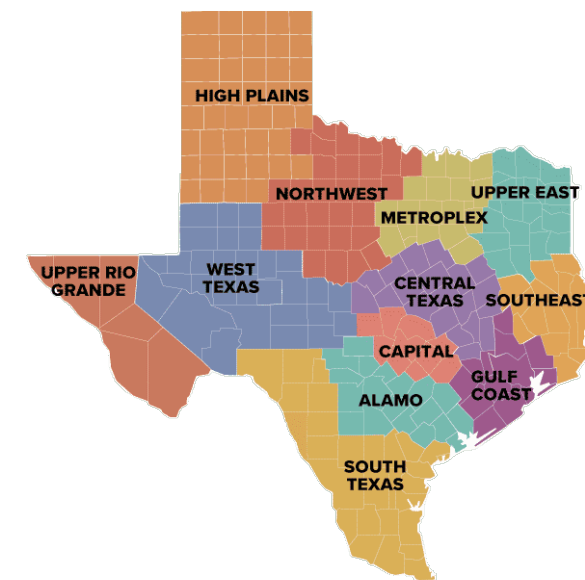 HIGH PLAINS
NORTHWEST
UPPER EAST
METROPLEX
UPPER RIO
GRANDE
WEST
TEXAS
CENTRAL
TEXAS
SOUTHEAST
CAPITAL
GULF
COAST
ALAMO
SOUTH
TEXAS